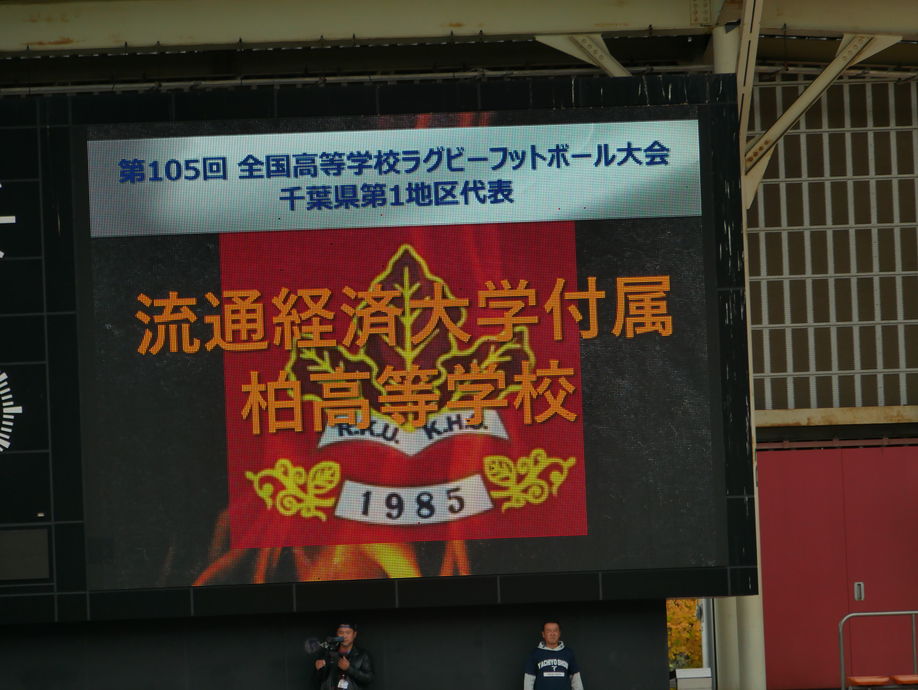 第105回 全国高等学校ラグビーフットボール大会
千葉県第1地区代表
流通経済大学付属
柏高等学校
R.K.U. K.H.S.
1985
YACHIYO SHOIN